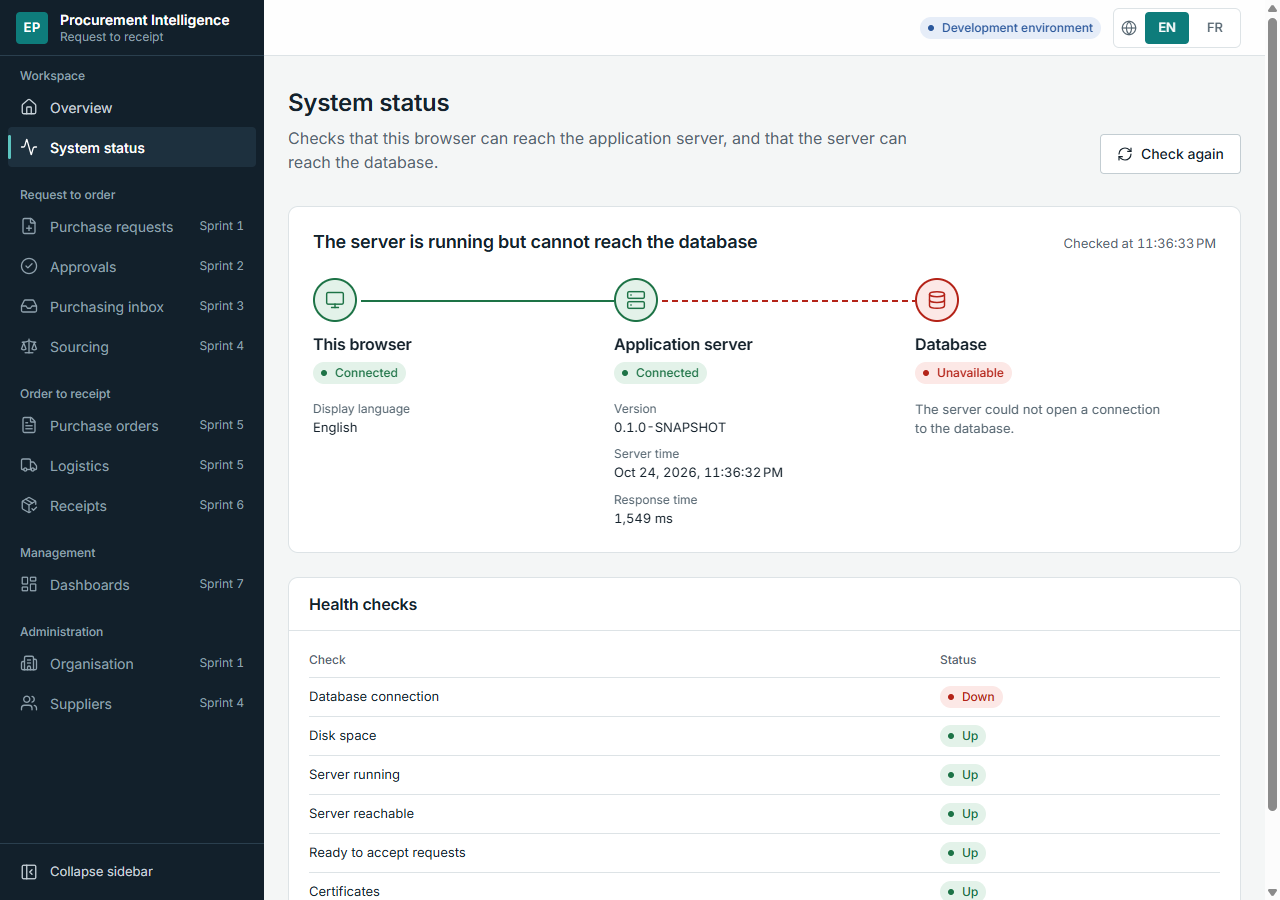 EP
Procurement Intelligence
Request to receipt
Development environment
EN
FR
Workspace
Overview
System status
Request to order
Purchase requests Sprint 1
Approvals Sprint 2
Purchasing inbox Sprint 3
Sourcing Sprint 4
Order to receipt
Purchase orders Sprint 5
Logistics Sprint 5
Receipts Sprint 6
Management
Dashboards Sprint 7
Administration
Organisation Sprint 1
Suppliers Sprint 4
Collapse sidebar
System status
Checks that this browser can reach the application server, and that the server can
reach the database.
Check again
The server is running but cannot reach the database
Checked at 11:36:33 PM
This browser
Connected
Display language
English
Application server
Connected
Version
0.1.0-SNAPSHOT
Server time
Oct 24, 2026, 11:36:32 PM
Response time
1,549 ms
Database
Unavailable
The server could not open a connection
to the database.
Health checks
Check Status
Database connection Down
Disk space Up
Server running Up
Server reachable Up
Ready to accept requests Up
Certificates Up